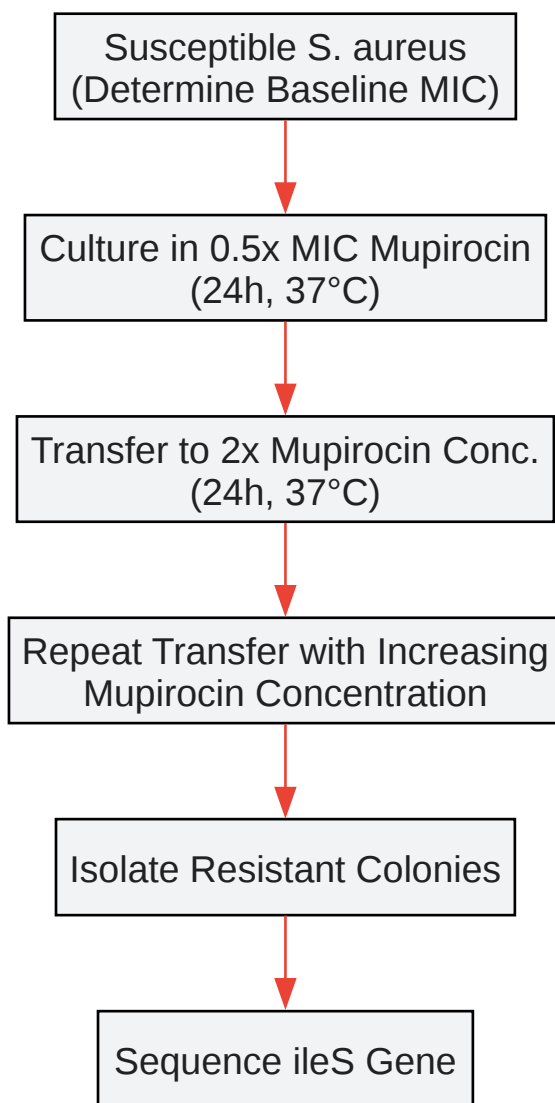 Susceptible S. aureus
(Determine Baseline MIC)
Culture in 0.5x MIC Mupirocin
(24h, 37°C)
Transfer to 2x Mupirocin Conc.
(24h, 37°C)
Repeat Transfer with Increasing
Mupirocin Concentration
Isolate Resistant Colonies
Sequence ileS Gene